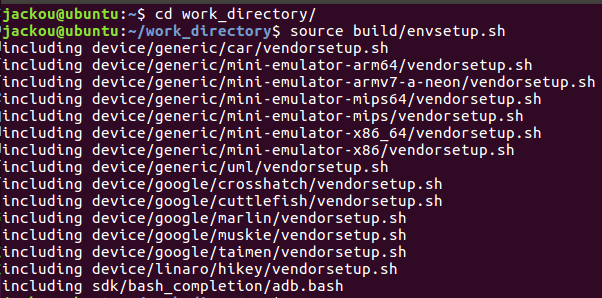 jackou@ubuntu:~$ cd work_directory/
jackou@ubuntu:~/work_directory$ source build/envsetup.sh
including device/generic/car/vendorsetup.sh
including device/generic/mini-emulator-arm64/vendorsetup.sh
including device/generic/mini-emulator-armv7-a-neon/vendorsetup.sh
including device/generic/mini-emulator-mips64/vendorsetup.sh
including device/generic/mini-emulator-mips/vendorsetup.sh
including device/generic/mini-emulator-x86_64/vendorsetup.sh
including device/generic/mini-emulator-x86/vendorsetup.sh
including device/generic/uml/vendorsetup.sh
including device/google/crosshatch/vendorsetup.sh
including device/google/cuttlefish/vendorsetup.sh
including device/google/marlin/vendorsetup.sh
including device/google/muskie/vendorsetup.sh
including device/google/taimen/vendorsetup.sh
including device/linaro/hikey/vendorsetup.sh
including sdk/bash_completion/adb.bash